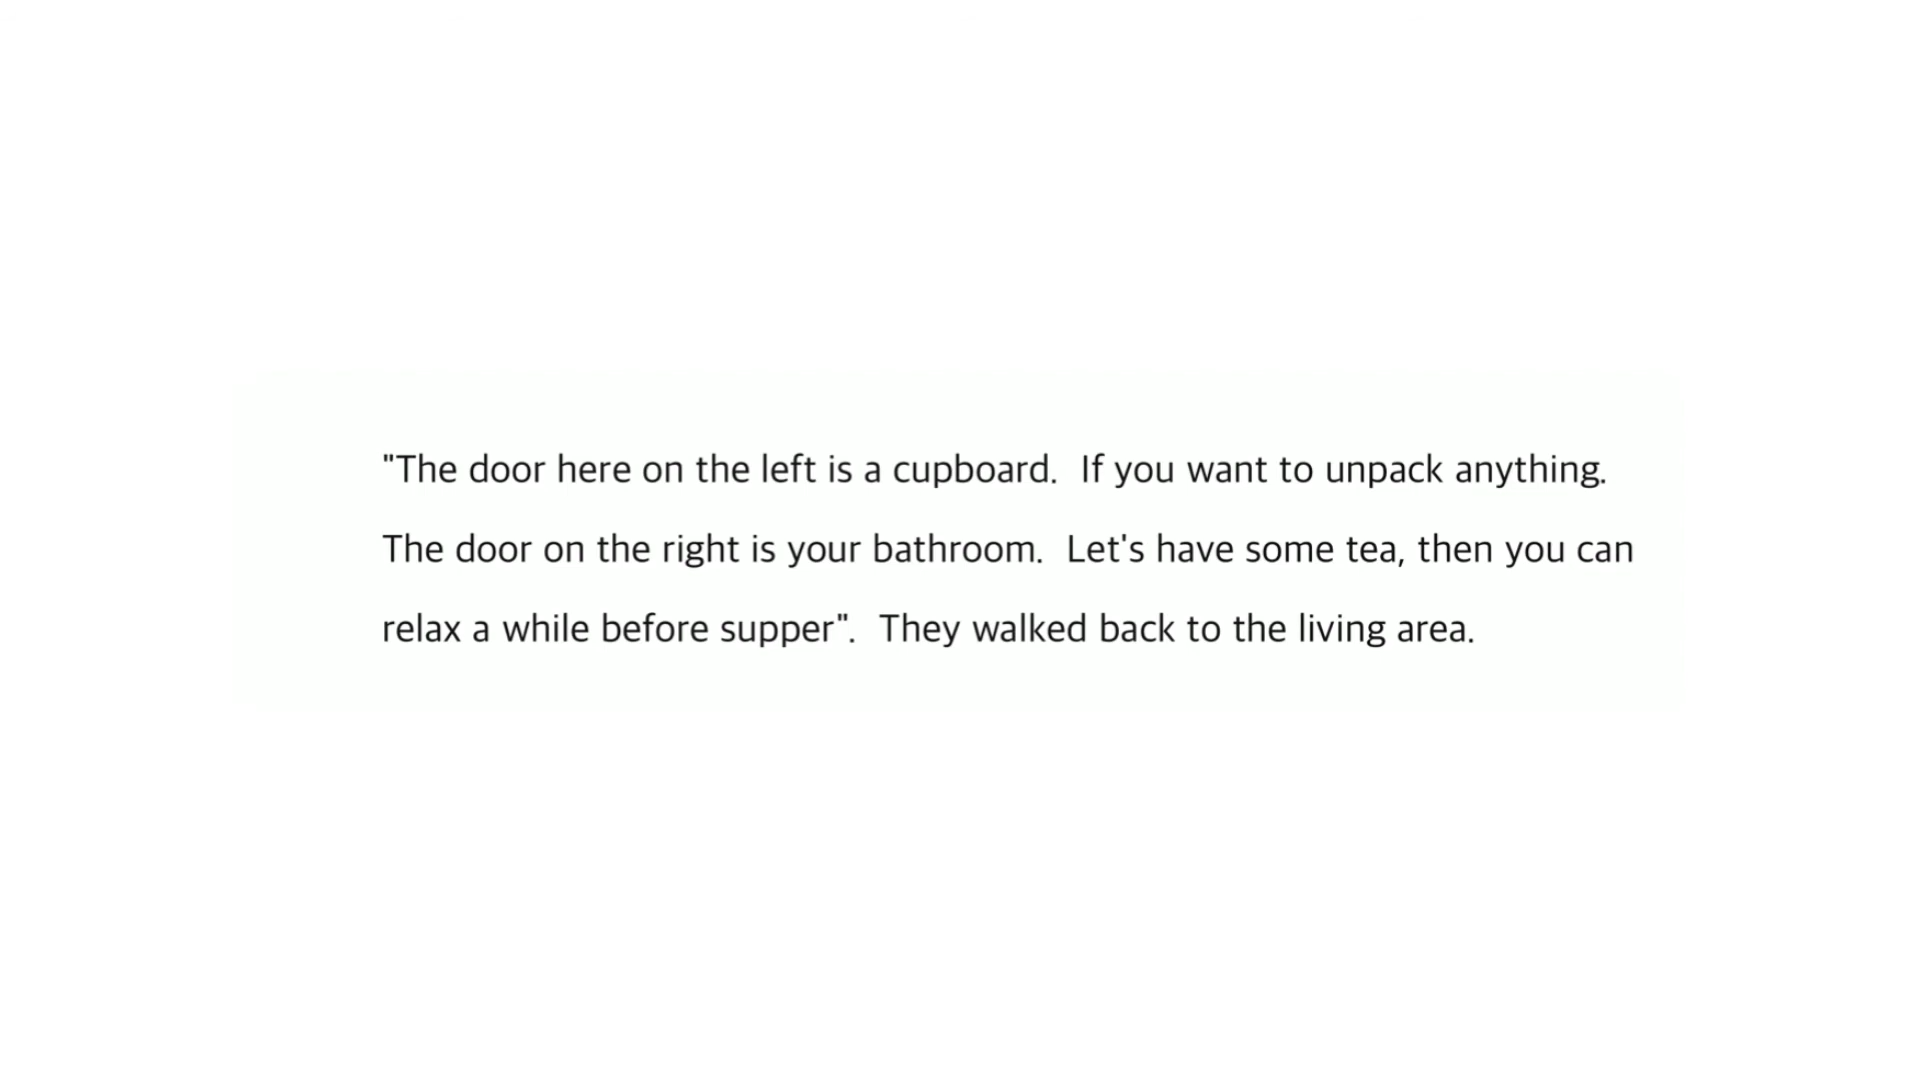 "The door here on the left is a cupboard.  If you want to unpack anything.
The door on the right is your bathroom.  Let's have some tea, then you can
relax a while before supper".  They walked back to the living area.